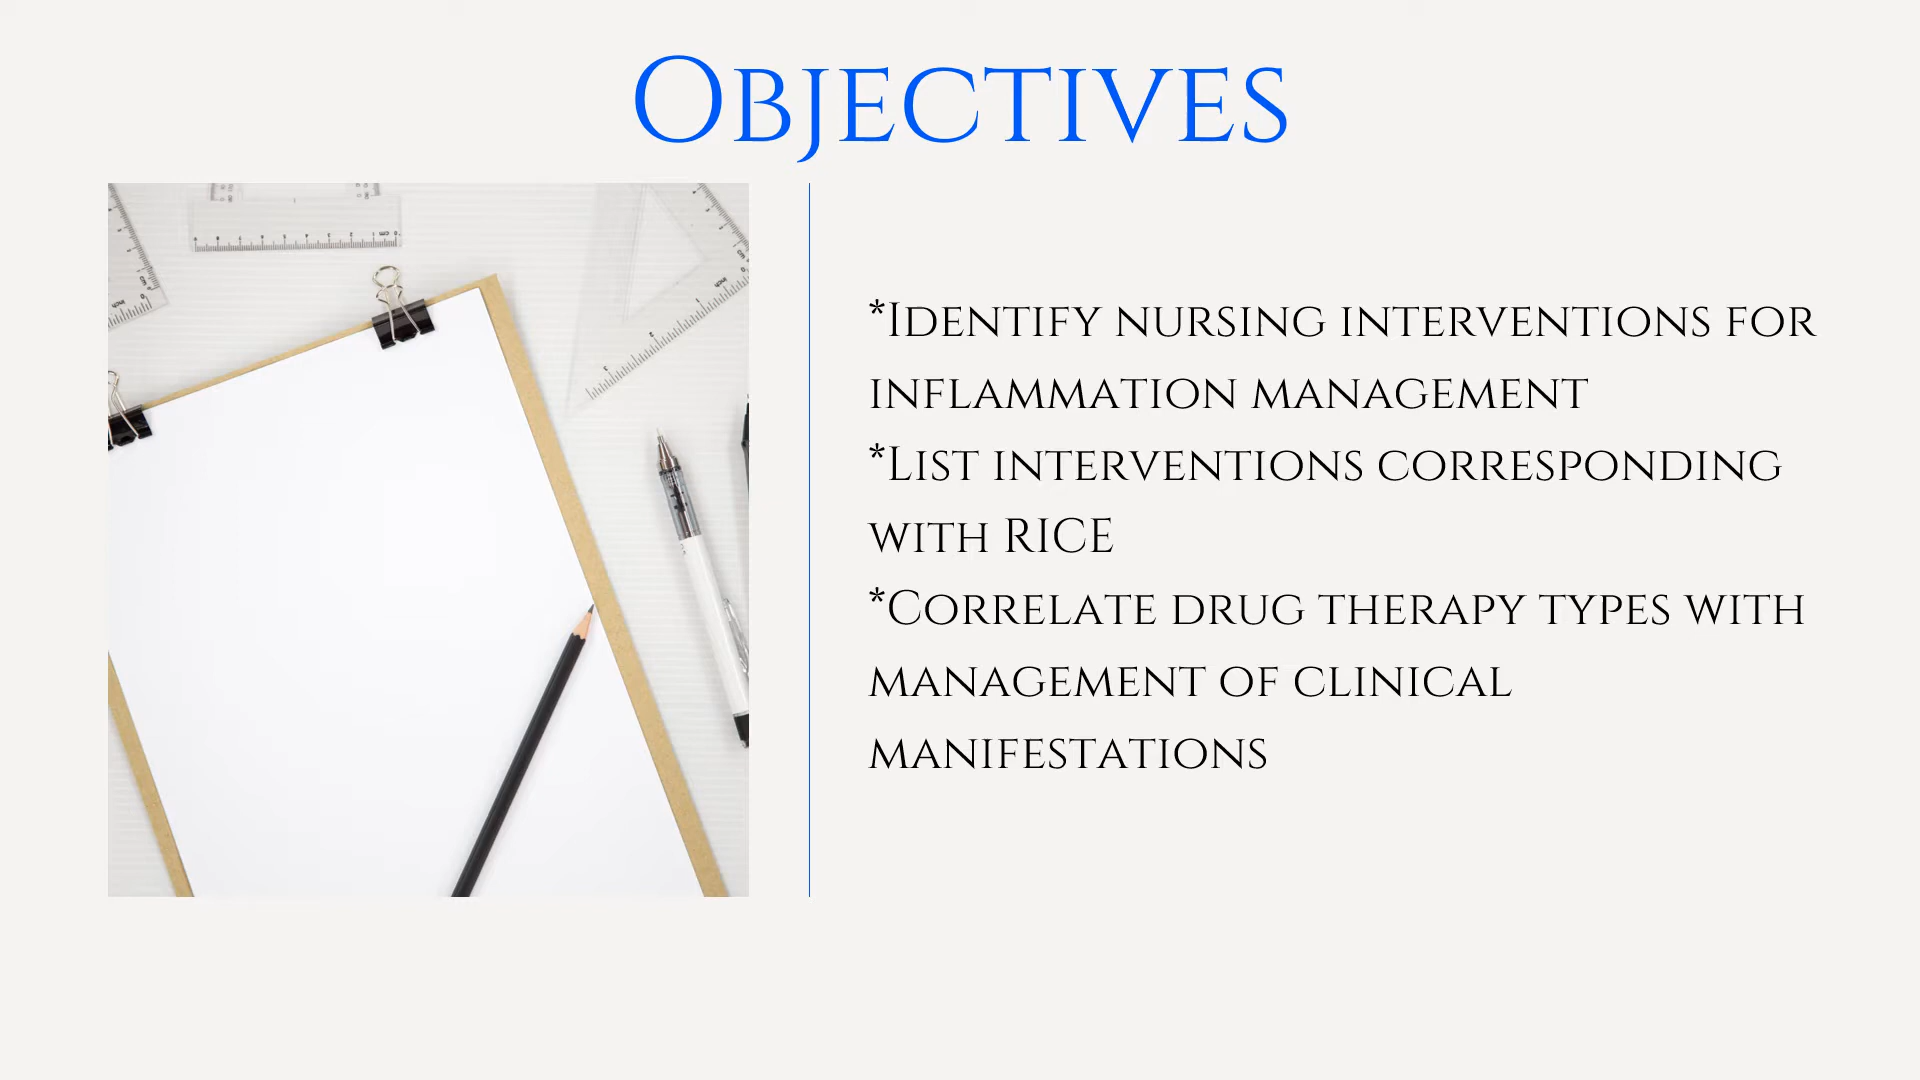 Objectives
*Identify nursing interventions for
inflammation management
*List interventions corresponding
with RICE
*Correlate drug therapy types with
management of clinical
manifestations